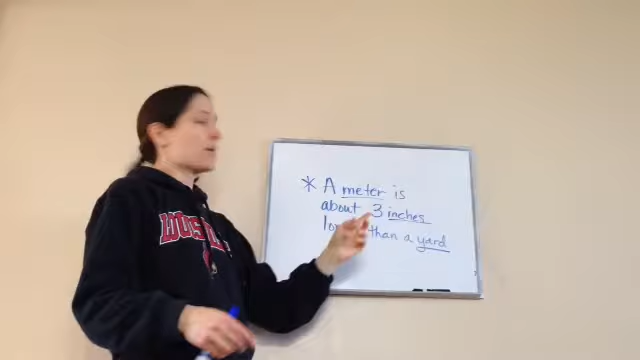 * A meter is
about 3 inches
than a yard